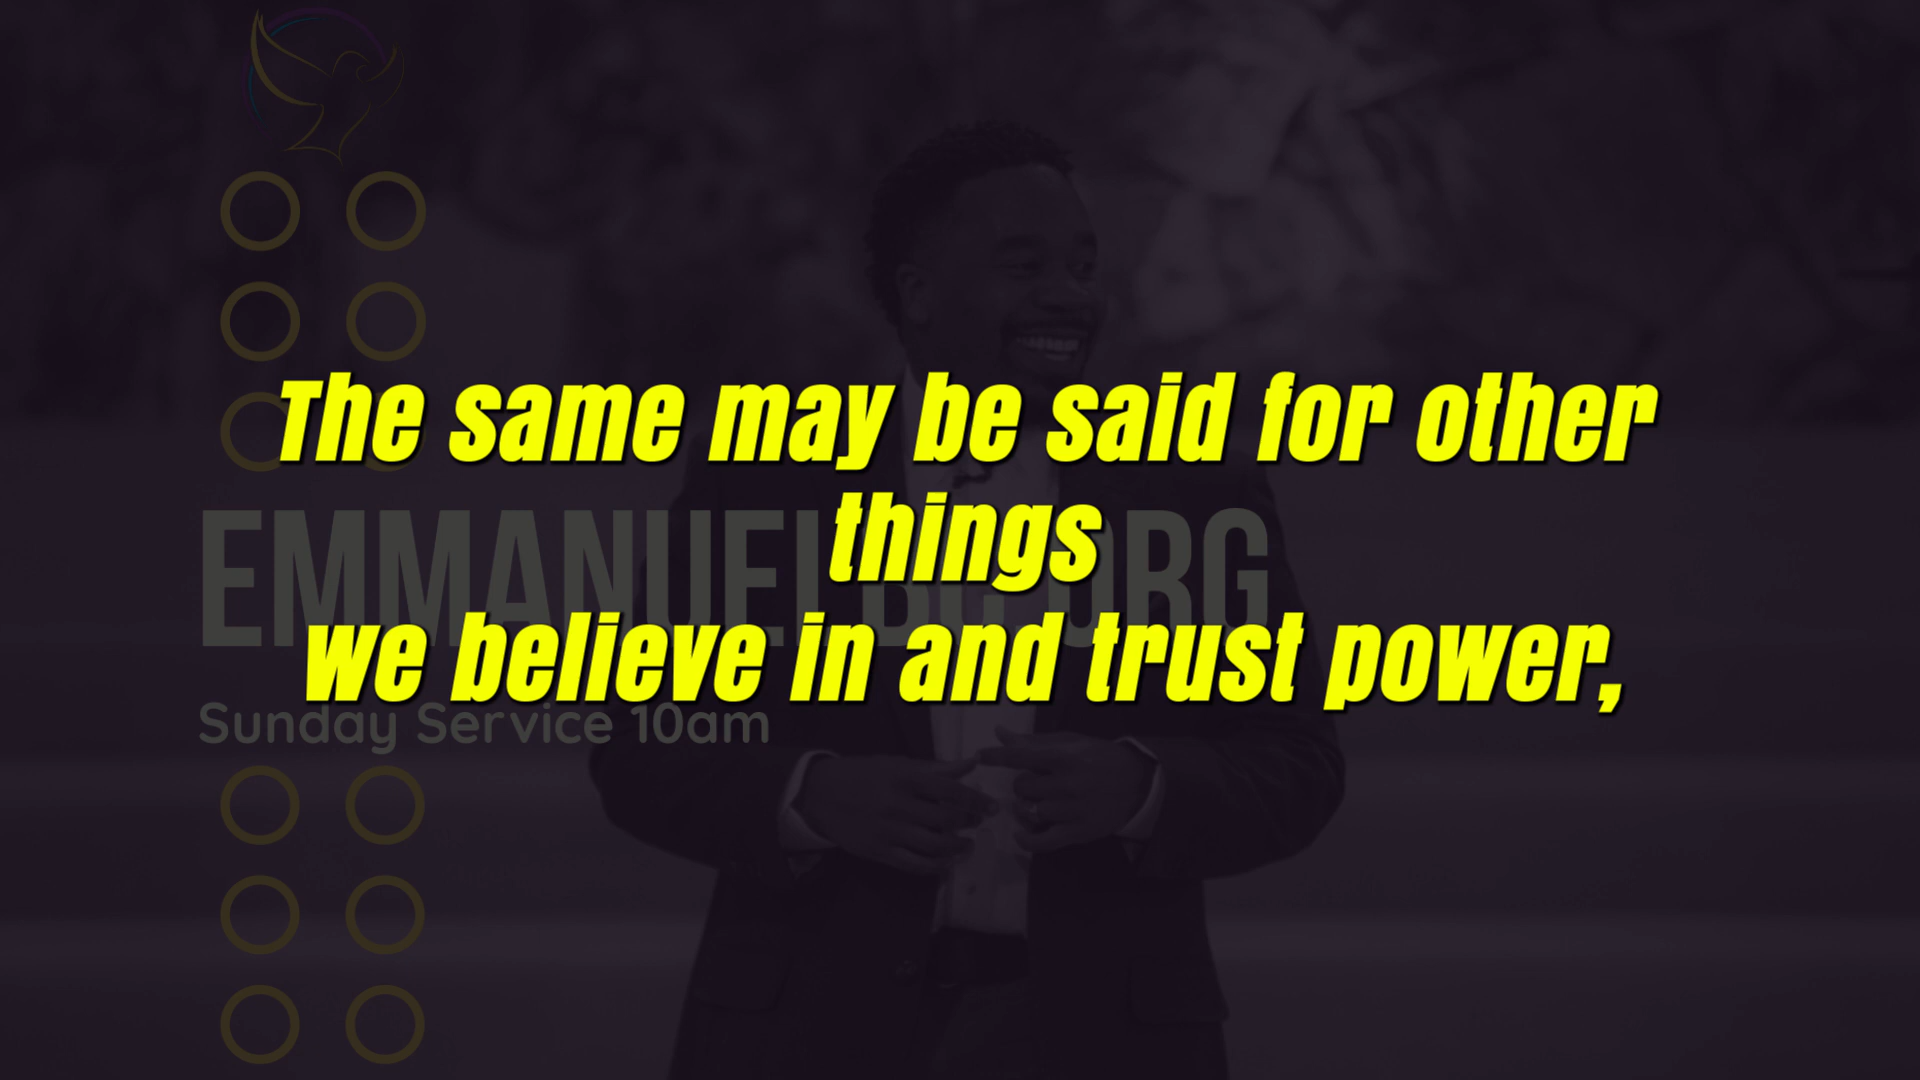 The same may be said for other
things
we believe in and trust power,
Sunday Service 10am